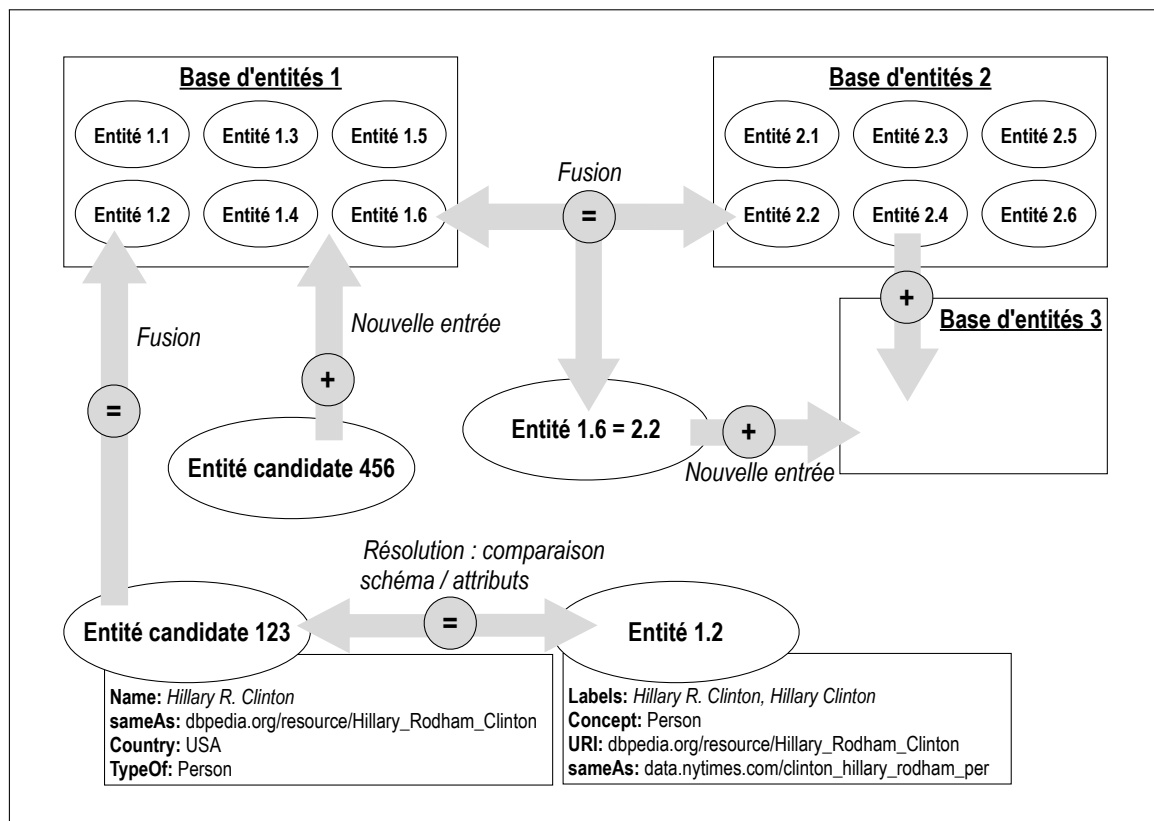 Base d'entités 1
Entité 1.1
Entité 1.3
Entité 1.5
Entité 1.2
Entité 1.4
Entité 1.6
Fusion
=
Base d'entités 2
Entité 2.1
Entité 2.3
Entité 2.5
Entité 2.2
Entité 2.4
Entité 2.6
+
Base d'entités 3
Fusion
=
Nouvelle entrée
+
Entité candidate 456
Entité 1.6 = 2.2
+
Nouvelle entrée
Résolution : comparaison
schéma / attributs
=
Entité candidate 123
Entité 1.2
Name: Hillary R. Clinton
sameAs: dbpedia.org/resource/Hillary_Rodham_Clinton
Country: USA
TypeOf: Person
Labels: Hillary R. Clinton, Hillary Clinton
Concept: Person
URI: dbpedia.org/resource/Hillary_Rodham_Clinton
sameAs: data.nytimes.com/clinton_hillary_rodham_per